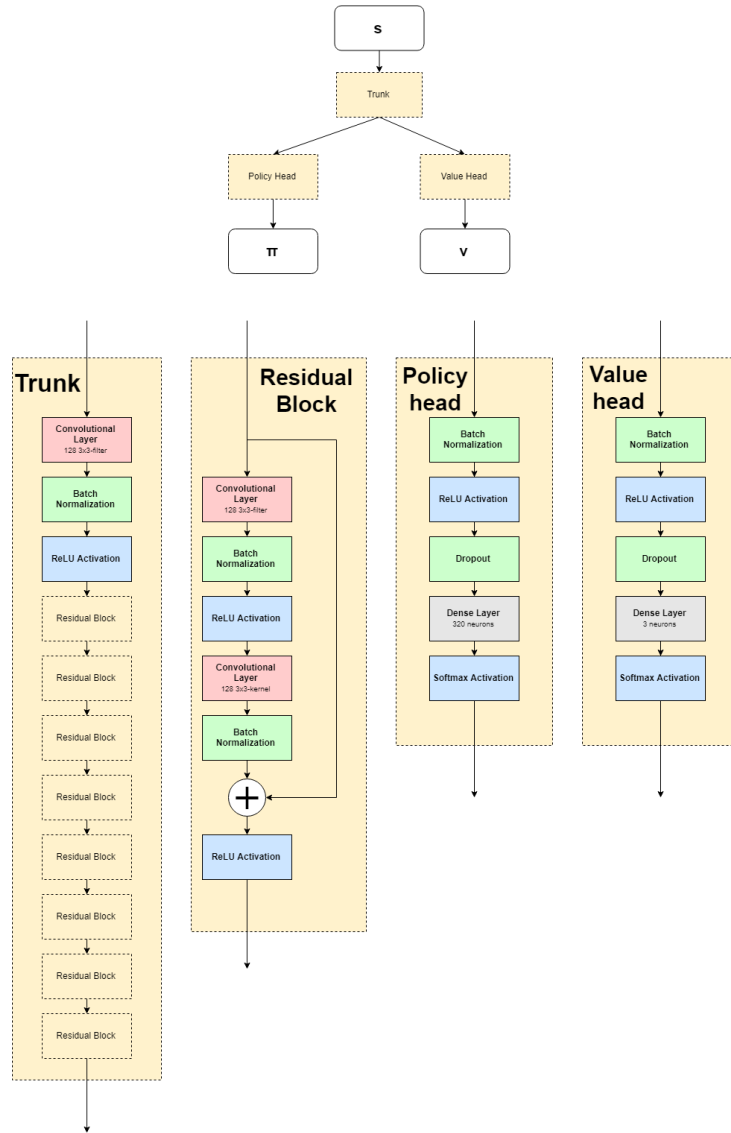 s
Trunk
Policy Head
Value Head
π
v
Trunk
Convolutional
Layer
128 3x3-filter
Batch
Normalization
ReLU Activation
Residual Block
Residual Block
Residual Block
Residual Block
Residual Block
Residual Block
Residual Block
Residual Block
Residual
Block
Convolutional
Layer
128 3x3-filter
Batch
Normalization
ReLU Activation
Convolutional
Layer
128 3x3-kernel
Batch
Normalization
+
ReLU Activation
Policy
head
Batch
Normalization
ReLU Activation
Dropout
Dense Layer
320 neurons
Softmax Activation
Value
head
Batch
Normalization
ReLU Activation
Dropout
Dense Layer
3 neurons
Softmax Activation